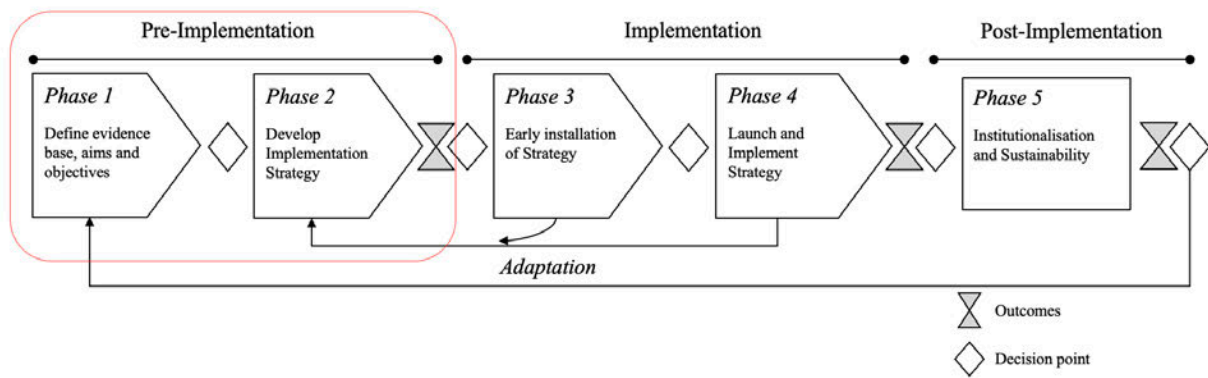 Pre-Implementation
Implementation
Post-Implementation
Phase 1
Define evidence
base, aims and
objectives
Phase 2
Develop
Implementation
Strategy
Phase 3
Early installation
of Strategy
Phase 4
Launch and
Implement
Strategy
Phase 5
Institutionalisation
and Sustainability
Adaptation
Outcomes
Decision point